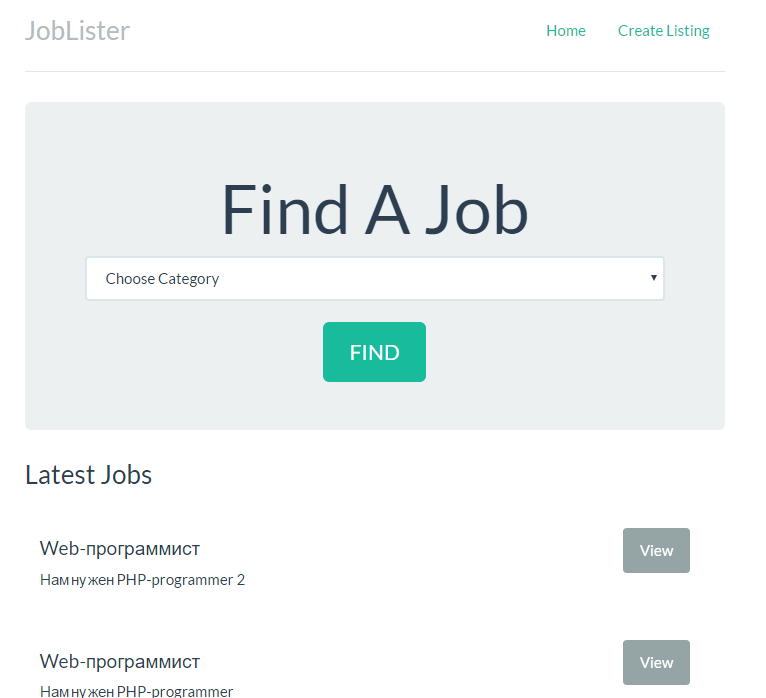 JobLister
Home
Create Listing
Find A Job
Choose Category
FIND
Latest Jobs
Web-программист
View
Нам нужен PHP-programmer 2
Web-программист
View
Нам нужен PHP-programmer